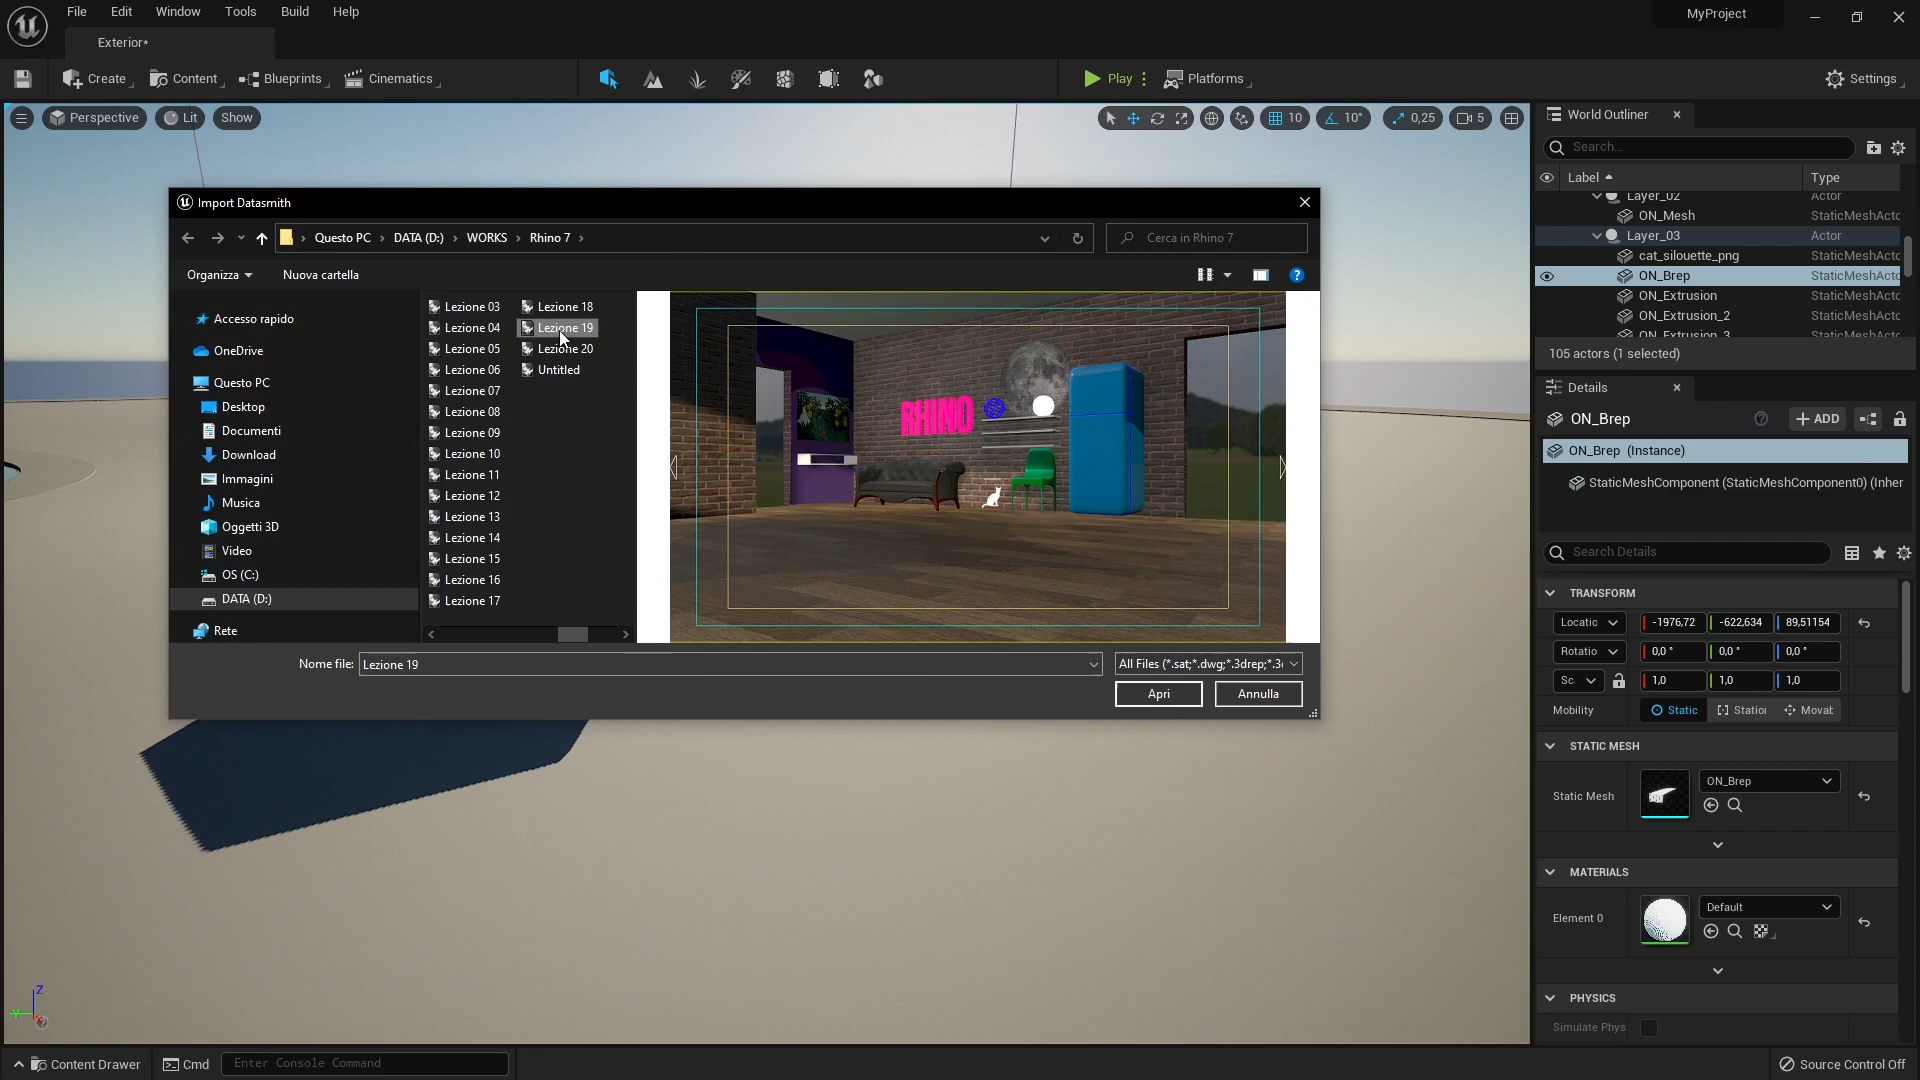 File Edit Window Tools Build Help
MyProject
Exterior*
Create Content Blueprints Cinematics Play Platforms Settings
Perspective Lit Show 10 10° 0,25 5
World Outliner
Search...
Label Type
Layer_02 Actor
ON_Mesh StaticMeshActo
Layer_03 Actor
cat_silouette_png StaticMeshActo
ON_Brep StaticMeshActo
ON_Extrusion StaticMeshActo
ON_Extrusion_2 StaticMeshActo
ON_Extrusion_3 StaticMeshActo
105 actors (1 selected)
Import Datasmith
Questo PC DATA (D:) WORKS Rhino 7
Cerca in Rhino 7
Organizza Nuova cartella
Accesso rapido
OneDrive
Questo PC
Desktop
Documenti
Download
Immagini
Musica
Oggetti 3D
Video
OS (C:)
DATA (D:)
Rete
Lezione 03
Lezione 04
Lezione 05
Lezione 06
Lezione 07
Lezione 08
Lezione 09
Lezione 10
Lezione 11
Lezione 12
Lezione 13
Lezione 14
Lezione 15
Lezione 16
Lezione 17
Lezione 18
Lezione 19
Lezione 20
Untitled
RHINO
Nome file: Lezione 19
All Files (*.sat;*.dwg;*.3drep;*.3
Apri Annulla
Details
ON_Brep ADD
ON_Brep (Instance)
StaticMeshComponent (StaticMeshComponent0) (Inher
Search Details
TRANSFORM
Locatio -1976,72 -622,634 89,51154
Rotatio 0,0 ° 0,0 ° 0,0 °
Sc 1,0 1,0 1,0
Mobility Static Station Movab
STATIC MESH
Static Mesh ON_Brep
MATERIALS
Element 0 Default
PHYSICS
Simulate Phys
Z
Y
Content Drawer Cmd Enter Console Command
Source Control Off